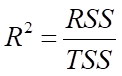 R² = RSS / TSS